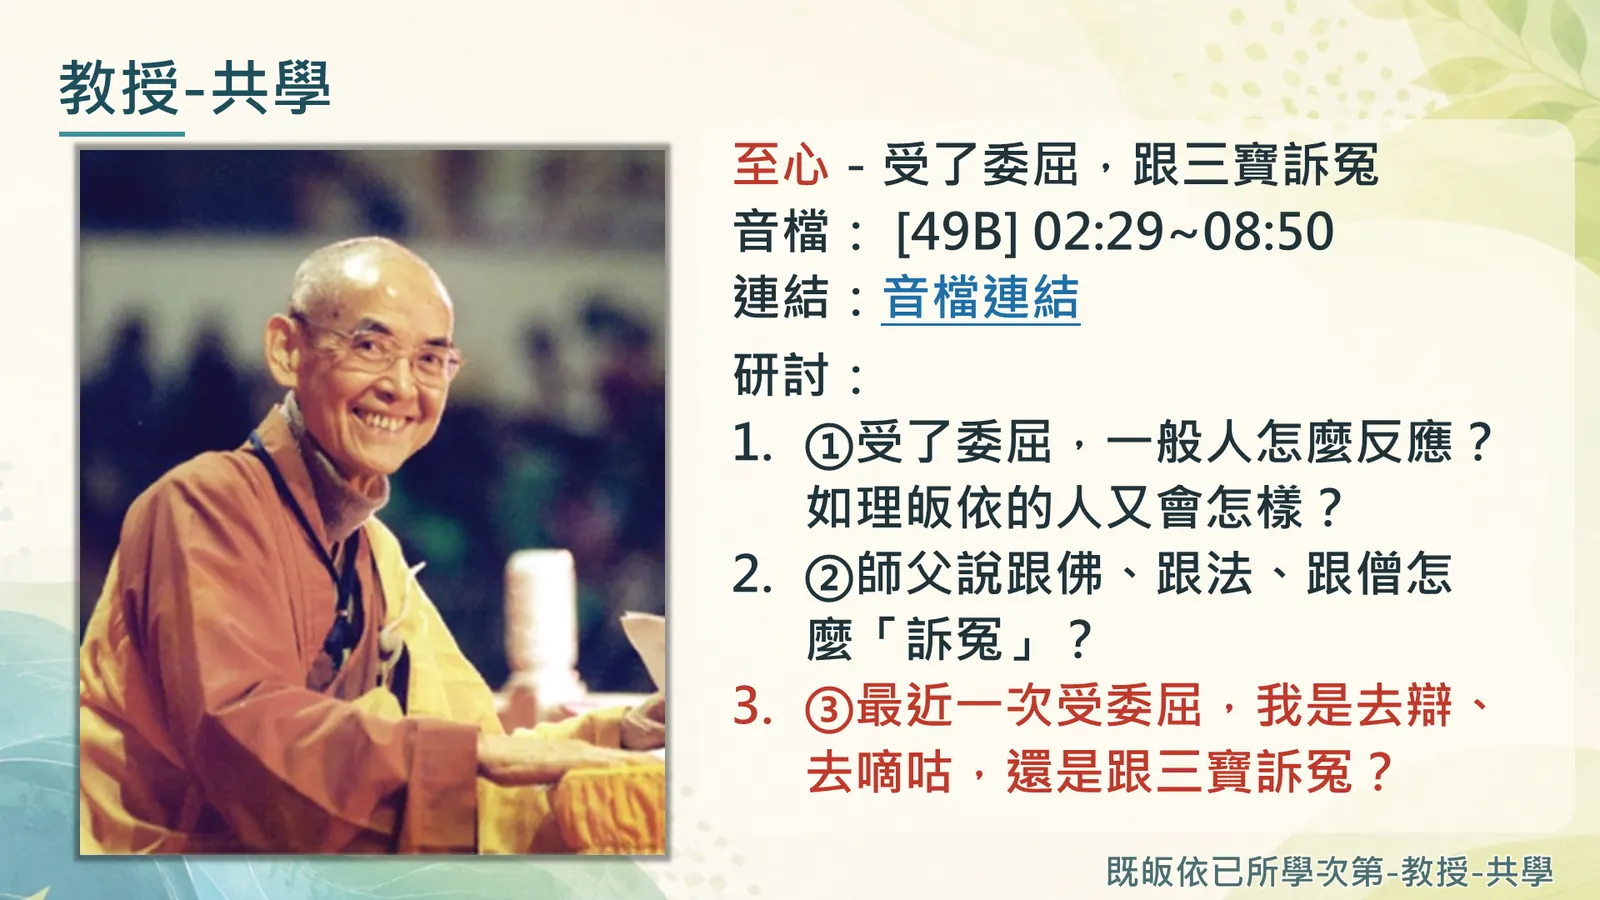 教授-共學
至心 - 受了委屈，跟三寶訴冤
音檔： [49B] 02:29~08:50
連結：音檔連結
研討：
1. ①受了委屈，一般人怎麼反應？
如理皈依的人又會怎樣？
2. ②師父說跟佛、跟法、跟僧怎
麼「訴冤」？
3. ③最近一次受委屈，我是去辯、
去嘀咕，還是跟三寶訴冤？
既皈依已所學次第-教授-共學